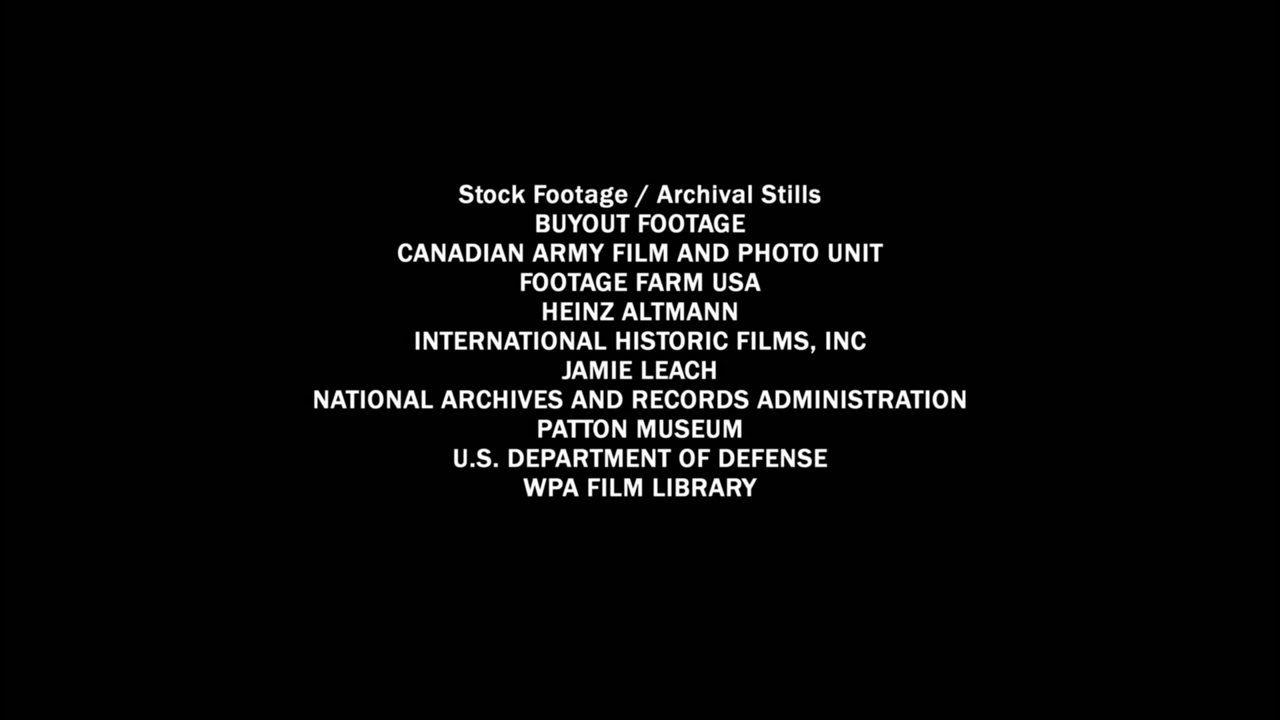 Stock Footage / Archival Stills
BUYOUT FOOTAGE
CANADIAN ARMY FILM AND PHOTO UNIT
FOOTAGE FARM USA
HEINZ ALTMANN
INTERNATIONAL HISTORIC FILMS, INC
JAMIE LEACH
NATIONAL ARCHIVES AND RECORDS ADMINISTRATION
PATTON MUSEUM
U.S. DEPARTMENT OF DEFENSE
WPA FILM LIBRARY